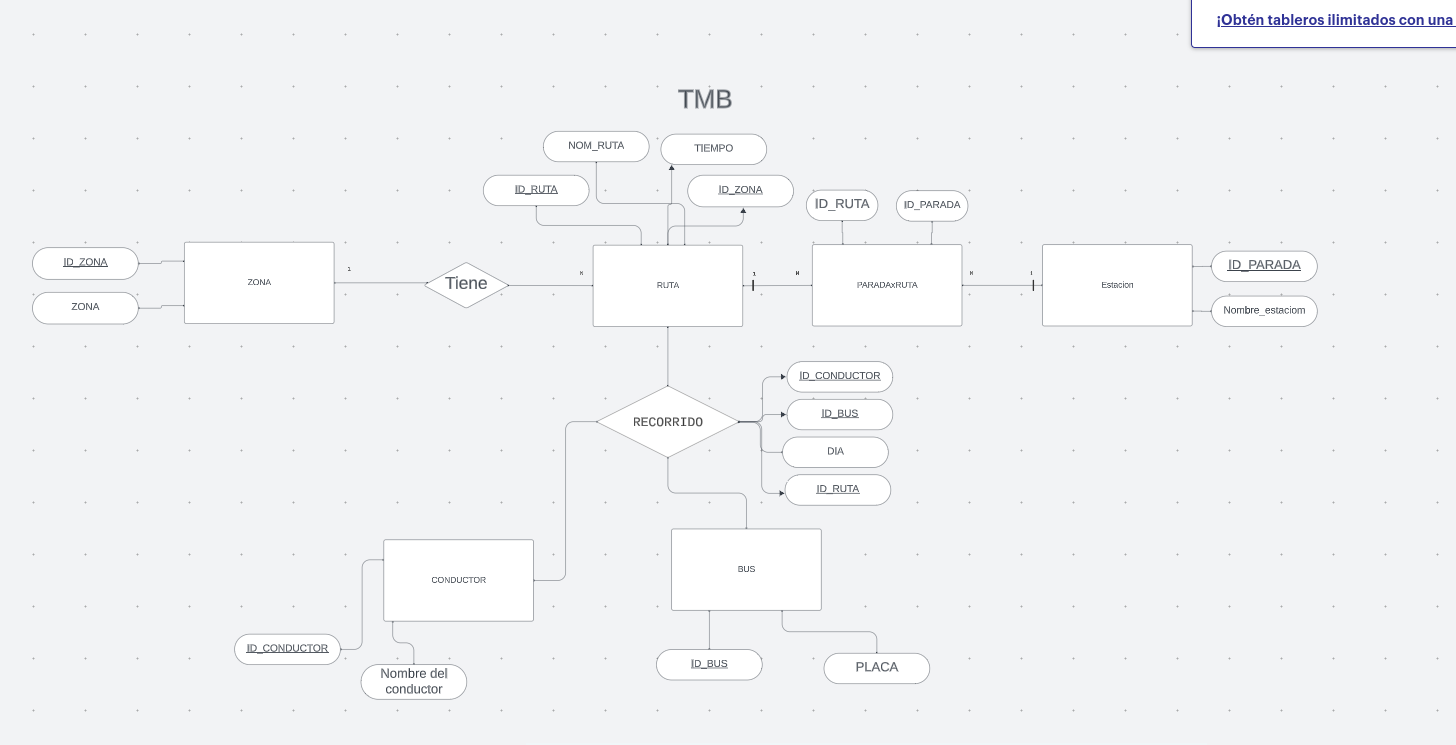 ¡Obtén tableros ilimitados con una
TMB
NOM_RUTA
TIEMPO
ID_RUTA
ID_ZONA
ID_RUTA
ID_PARADA
ID_ZONA
ZONA
ZONA
1
Tiene
N
RUTA
1
N
PARADAxRUTA
N
1
Estacion
ID_PARADA
Nombre_estaciom
RECORRIDO
ID_CONDUCTOR
ID_BUS
DIA
ID_RUTA
CONDUCTOR
BUS
ID_CONDUCTOR
Nombre del
conductor
ID_BUS
PLACA